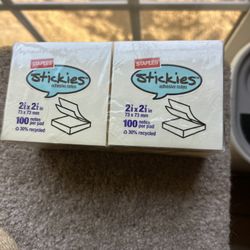 STAPLES
stickies
adhesive notes
2⅞ x 2⅞ in
73 x 73 mm
100 notes
per pad
30% recycled
STAPLES
stickies
adhesive notes
2⅞ x 2⅞ in
73 x 73 mm
100 notes
per pad
30% recycled